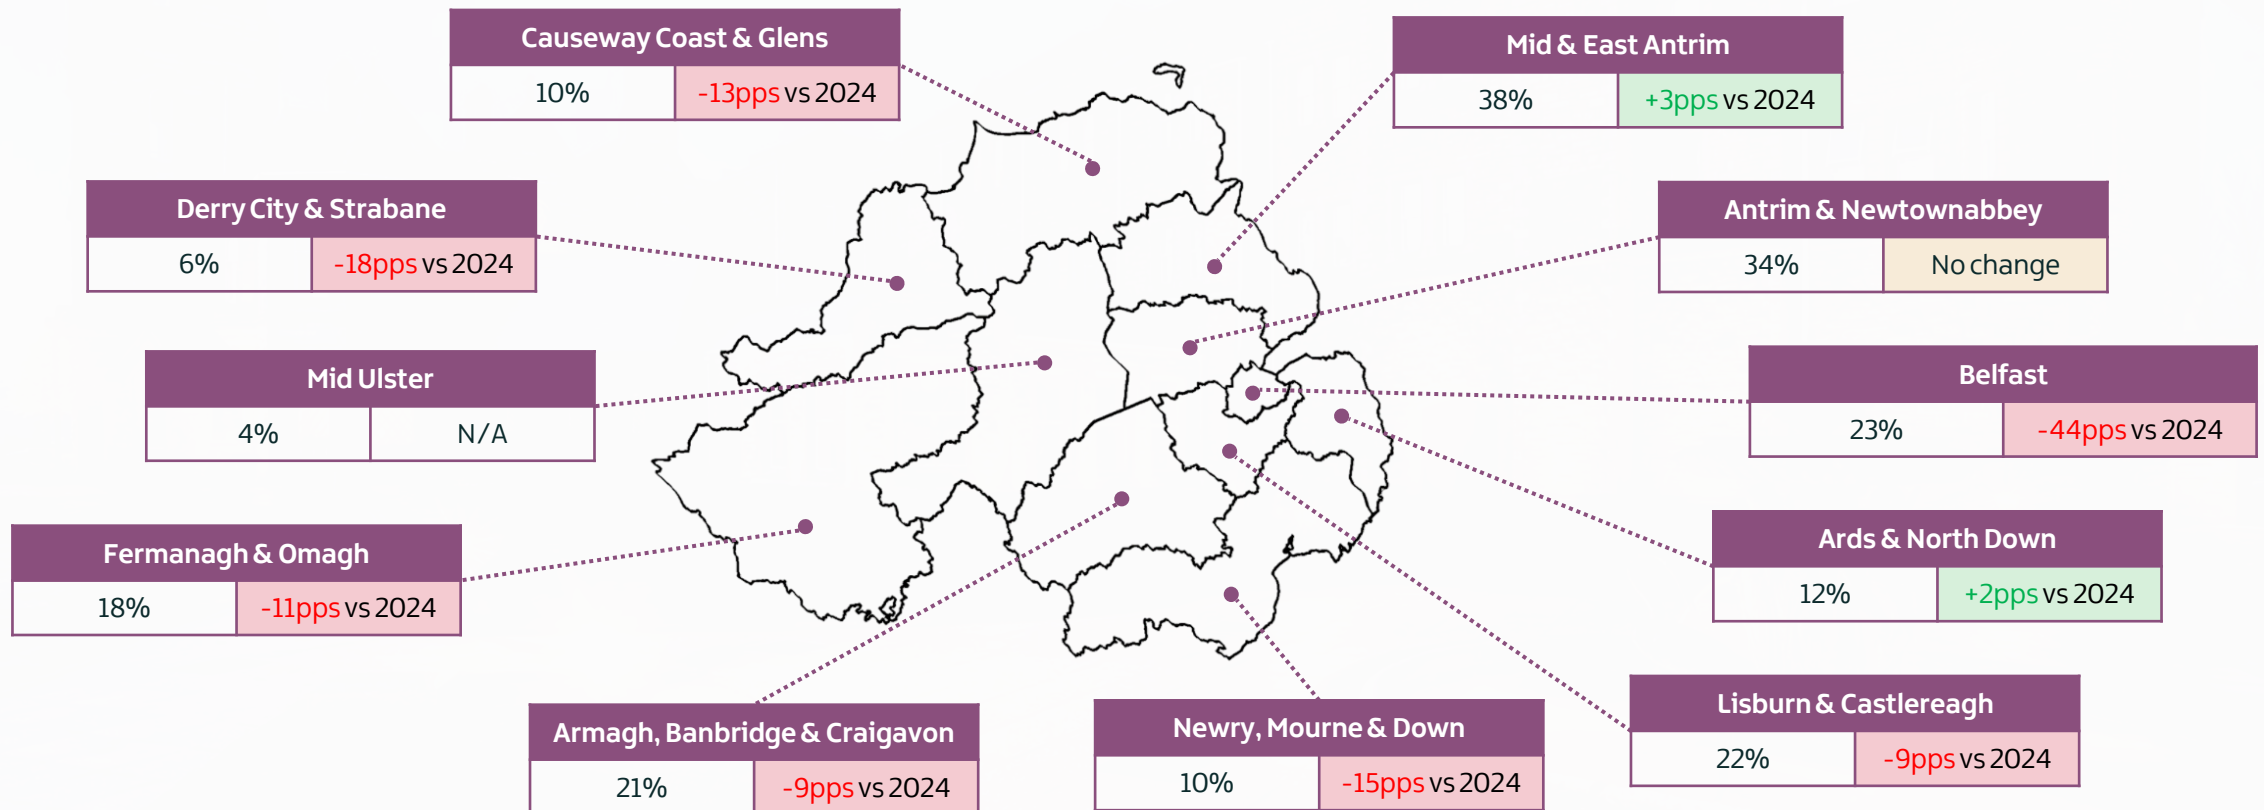 Causeway Coast & Glens
10% -13pps vs 2024
Mid & East Antrim
38% +3pps vs 2024
Derry City & Strabane
6% -18pps vs 2024
Antrim & Newtownabbey
34% No change
Mid Ulster
4% N/A
Belfast
23% -44pps vs 2024
Fermanagh & Omagh
18% -11pps vs 2024
Ards & North Down
12% +2pps vs 2024
Armagh, Banbridge & Craigavon
21% -9pps vs 2024
Newry, Mourne & Down
10% -15pps vs 2024
Lisburn & Castlereagh
22% -9pps vs 2024